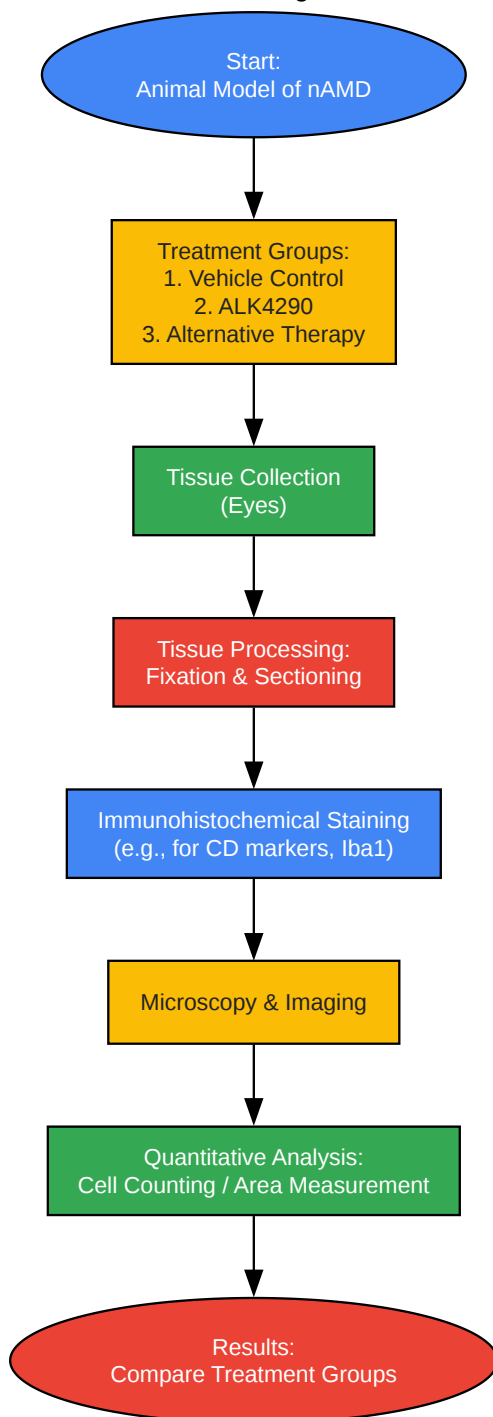 Start:
Animal Model of nAMD
Treatment Groups:
1. Vehicle Control
2. ALK4290
3. Alternative Therapy
Tissue Collection
(Eyes)
Tissue Processing:
Fixation & Sectioning
Immunohistochemical Staining
(e.g., for CD markers, Iba1)
Microscopy & Imaging
Quantitative Analysis:
Cell Counting / Area Measurement
Results:
Compare Treatment Groups